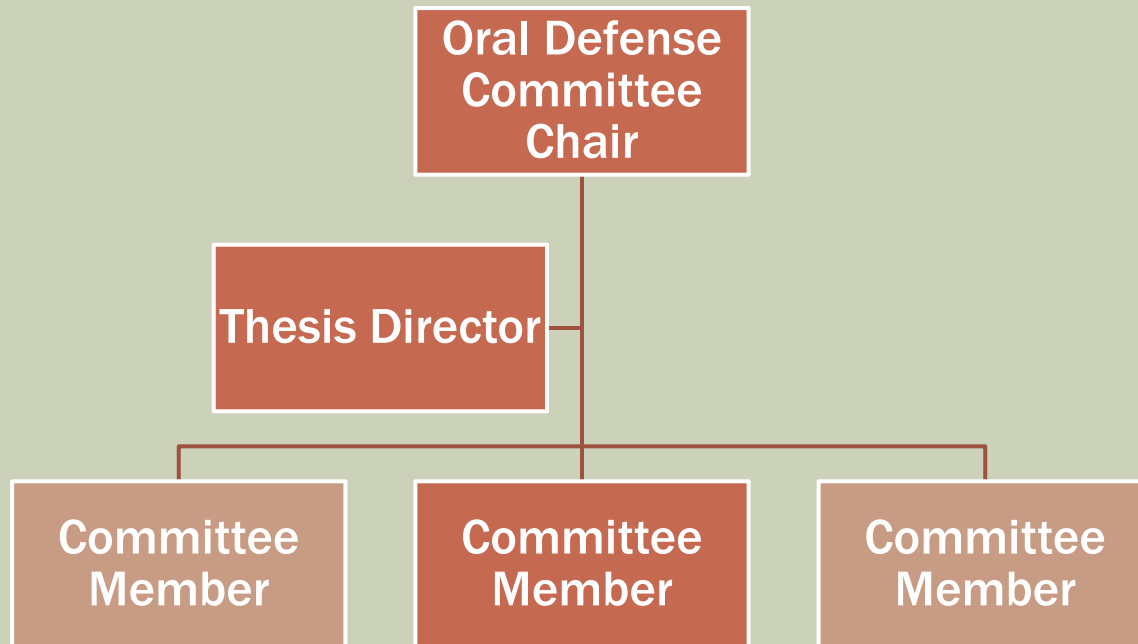 Oral Defense
Committee
Chair
Thesis Director
Committee
Member
Committee
Member
Committee
Member